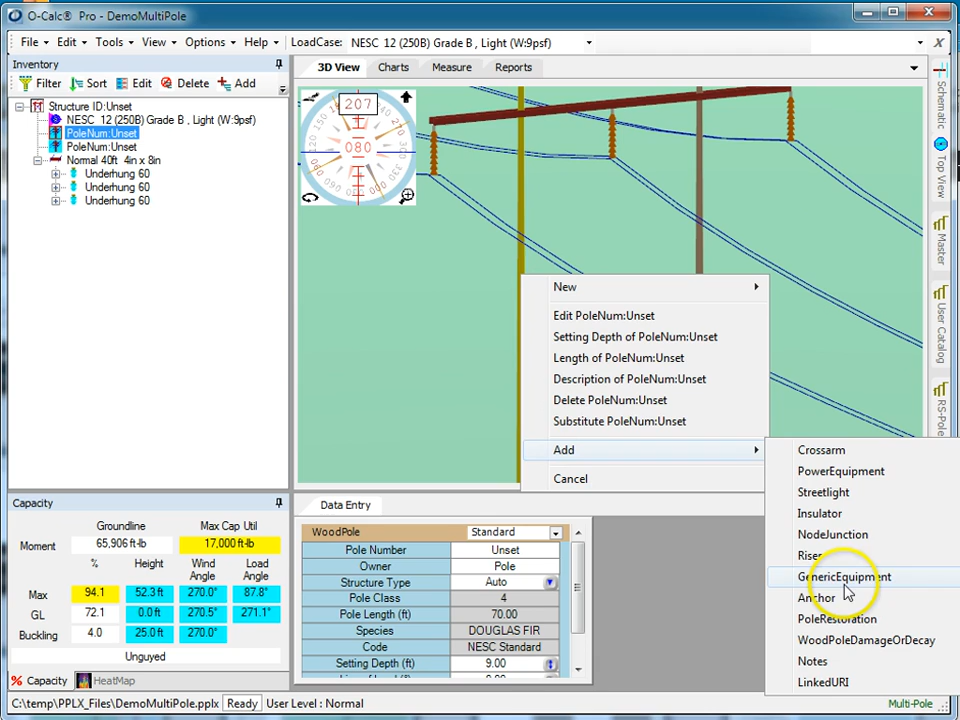 O-Calc® Pro - DemoMultiPole
File Edit Tools View Options Help LoadCase: NESC 12 (250B) Grade B , Light (W:9psf)
Inventory
Filter Sort Edit Delete Add
Structure ID:Unset
NESC 12 (250B) Grade B , Light (W:9psf)
PoleNum:Unset
PoleNum:Unset
Normal 40ft 4in x 8in
Underhung 60
Underhung 60
Underhung 60
3D View Charts Measure Reports
207
080
Schematic
Top View
Master
User Catalog
RS-Pole
New
Edit PoleNum:Unset
Setting Depth of PoleNum:Unset
Length of PoleNum:Unset
Description of PoleNum:Unset
Delete PoleNum:Unset
Substitute PoleNum:Unset
Add
Cancel
Crossarm
PowerEquipment
Streetlight
Insulator
NodeJunction
Riser
GenericEquipment
Anchor
PoleRestoration
WoodPoleDamageOrDecay
Notes
LinkedURI
Capacity
Groundline Max Cap Util
Moment 65,906 ft-lb 17,000 ft-lb
% Height Wind Angle Load Angle
Max 94.1 52.3 ft 270.0° 87.8°
GL 72.1 0.0 ft 270.5° 271.1°
Buckling 4.0 25.0 ft 270.0°
Unguyed
Capacity HeatMap
Data Entry
WoodPole Standard
Pole Number Unset
Owner Pole
Structure Type Auto
Pole Class 4
Pole Length (ft) 70.00
Species DOUGLAS FIR
Code NESC Standard
Setting Depth (ft) 9.00
C:\temp\PPLX_Files\DemoMultiPole.pplx Ready User Level : Normal Multi-Pole